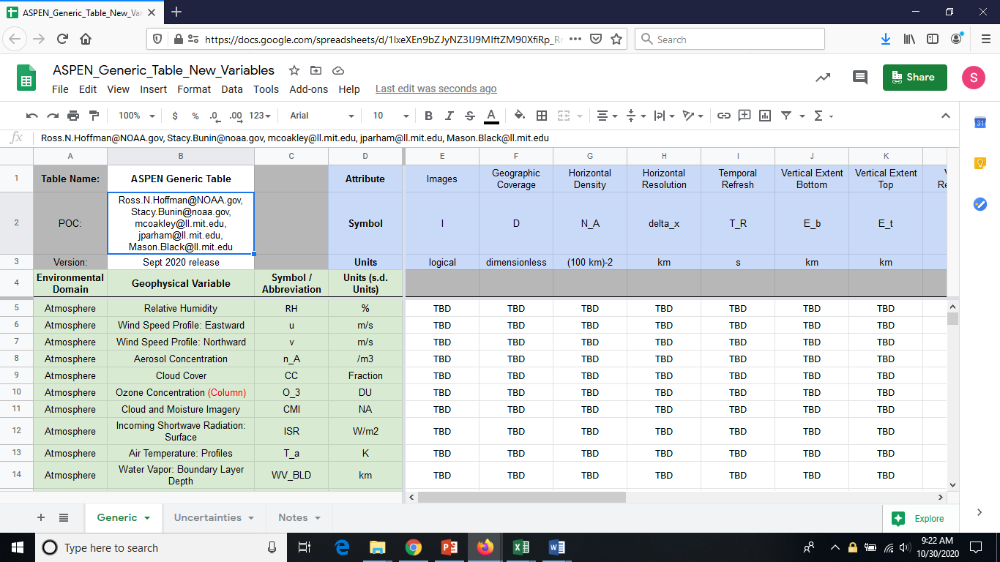 ASPEN_Generic_Table_New_Var
https://docs.google.com/spreadsheets/d/1IxeXEn9bZJyNZ3IJ9MIftZM90XfiRp_R
Search
ASPEN_Generic_Table_New_Variables
File Edit View Insert Format Data Tools Add-ons Help Last edit was seconds ago
Share
S
100% $ % .0 .00 123 Arial 10 B I S A
31
fx Ross.N.Hoffman@NOAA.gov, Stacy.Bunin@noaa.gov, mcoakley@ll.mit.edu, jparham@ll.mit.edu, Mason.Black@ll.mit.edu
A B C D E F G H I J K
1 Table Name: ASPEN Generic Table Attribute Images Geographic Coverage Horizontal Density Horizontal Resolution Temporal Refresh Vertical Extent Bottom Vertical Extent Top
2 POC: Ross.N.Hoffman@NOAA.gov,
Stacy.Bunin@noaa.gov,
mcoakley@ll.mit.edu,
jparham@ll.mit.edu,
Mason.Black@ll.mit.edu
Symbol I D N_A delta_x T_R E_b E_t
3 Version: Sept 2020 release Units logical dimensionless (100 km)-2 km s km km
4 Environmental Domain Geophysical Variable Symbol / Abbreviation Units (s.d. Units)
5 Atmosphere Relative Humidity RH % TBD TBD TBD TBD TBD TBD TBD
6 Atmosphere Wind Speed Profile: Eastward u m/s TBD TBD TBD TBD TBD TBD TBD
7 Atmosphere Wind Speed Profile: Northward v m/s TBD TBD TBD TBD TBD TBD TBD
8 Atmosphere Aerosol Concentration n_A /m3 TBD TBD TBD TBD TBD TBD TBD
9 Atmosphere Cloud Cover CC Fraction TBD TBD TBD TBD TBD TBD TBD
10 Atmosphere Ozone Concentration (Column) O_3 DU TBD TBD TBD TBD TBD TBD TBD
11 Atmosphere Cloud and Moisture Imagery CMI NA TBD TBD TBD TBD TBD TBD TBD
12 Atmosphere Incoming Shortwave Radiation: Surface ISR W/m2 TBD TBD TBD TBD TBD TBD TBD
13 Atmosphere Air Temperature: Profiles T_a K TBD TBD TBD TBD TBD TBD TBD
14 Atmosphere Water Vapor: Boundary Layer Depth WV_BLD km TBD TBD TBD TBD TBD TBD TBD
Generic Uncertainties Notes Explore
Type here to search
9:22 AM
10/30/2020